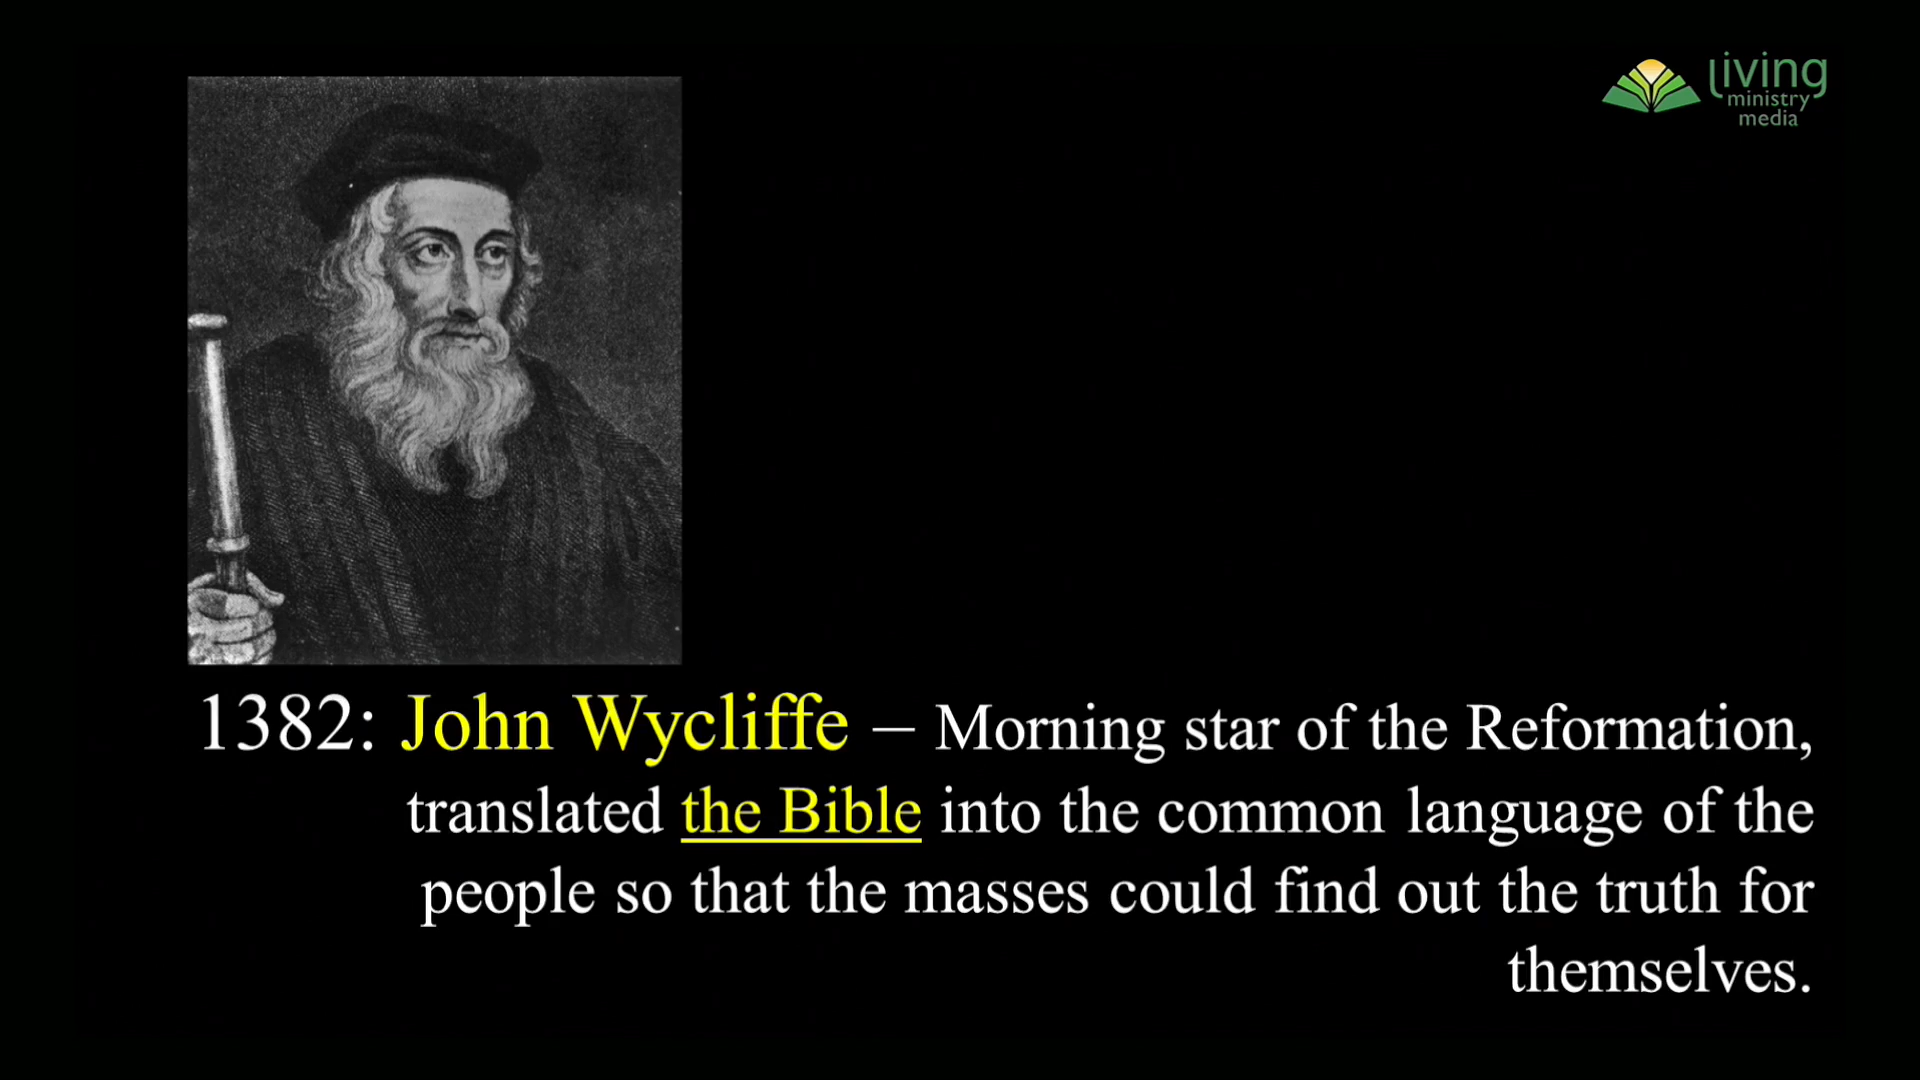 living
ministry
media
1382: John Wycliffe – Morning star of the Reformation,
translated the Bible into the common language of the
people so that the masses could find out the truth for
themselves.